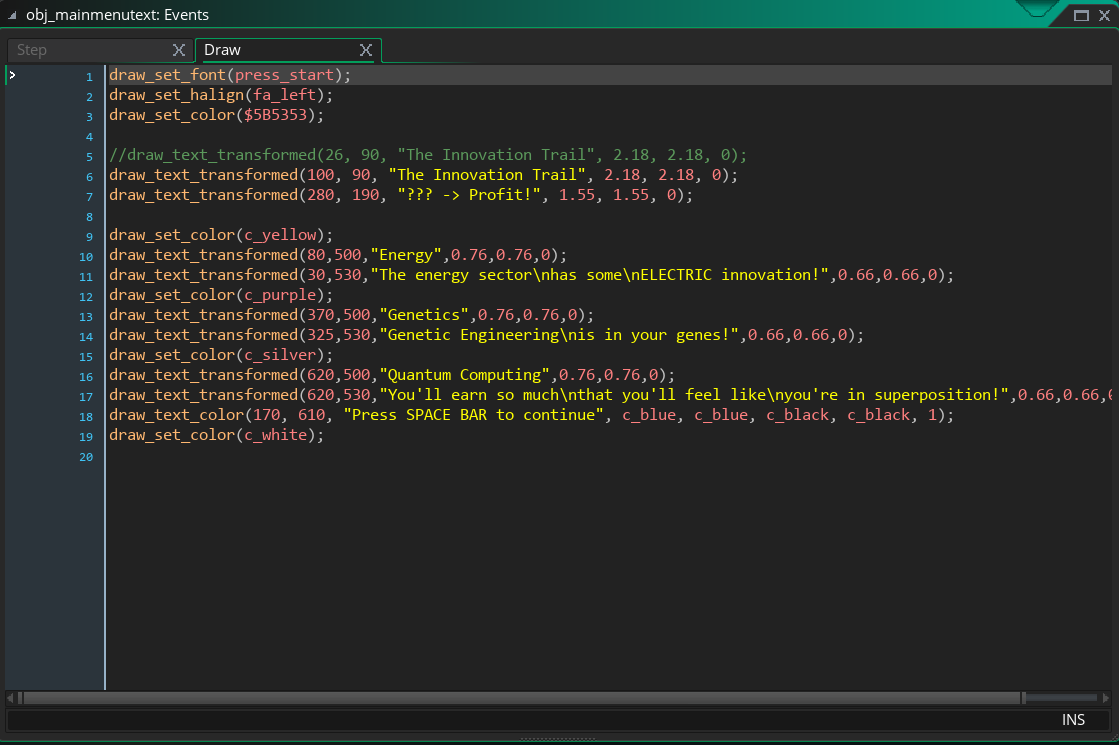 obj_mainmenutext: Events
Step
Draw
1 draw_set_font(press_start);
2 draw_set_halign(fa_left);
3 draw_set_color($5B5353);
4
5 //draw_text_transformed(26, 90, "The Innovation Trail", 2.18, 2.18, 0);
6 draw_text_transformed(100, 90, "The Innovation Trail", 2.18, 2.18, 0);
7 draw_text_transformed(280, 190, "??? -> Profit!", 1.55, 1.55, 0);
8
9 draw_set_color(c_yellow);
10 draw_text_transformed(80,500,"Energy",0.76,0.76,0);
11 draw_text_transformed(30,530,"The energy sector\nhas some\nELECTRIC innovation!",0.66,0.66,0);
12 draw_set_color(c_purple);
13 draw_text_transformed(370,500,"Genetics",0.76,0.76,0);
14 draw_text_transformed(325,530,"Genetic Engineering\nis in your genes!",0.66,0.66,0);
15 draw_set_color(c_silver);
16 draw_text_transformed(620,500,"Quantum Computing",0.76,0.76,0);
17 draw_text_transformed(620,530,"You'll earn so much\nthat you'll feel like\nyou're in superposition!",0.66,0.66,
18 draw_text_color(170, 610, "Press SPACE BAR to continue", c_blue, c_blue, c_black, c_black, 1);
19 draw_set_color(c_white);
20
INS